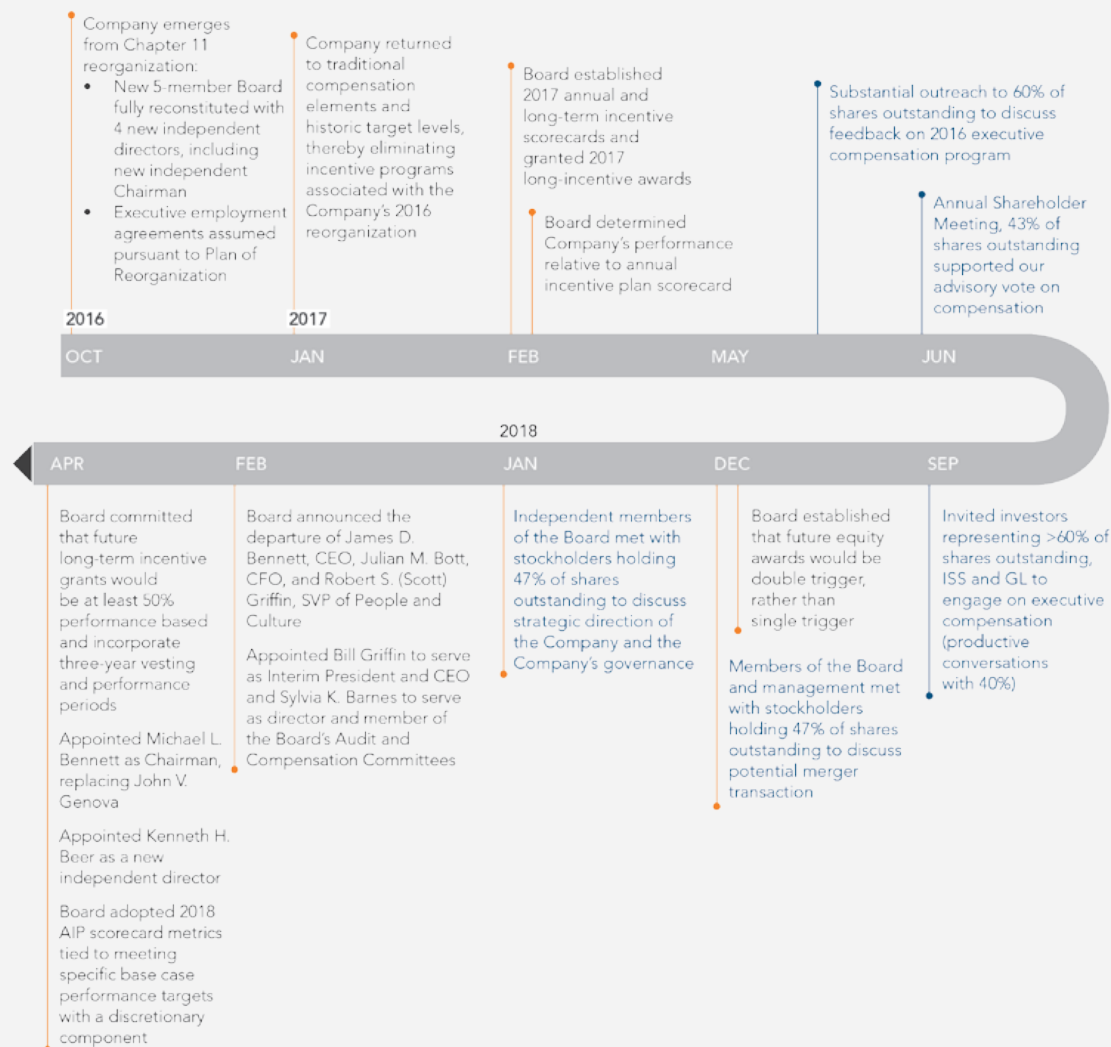 Company emerges
from Chapter 11
reorganization:
• New 5-member Board
fully reconstituted with
4 new independent
directors, including
new independent
Chairman
• Executive employment
agreements assumed
pursuant to Plan of
Reorganization
Company returned
to traditional
compensation
elements and
historic target levels,
thereby eliminating
incentive programs
associated with the
Company's 2016
reorganization
Board established
2017 annual and
long-term incentive
scorecards and
granted 2017
long-incentive awards
Board determined
Company's performance
relative to annual
incentive plan scorecard
Substantial outreach to 60% of
shares outstanding to discuss
feedback on 2016 executive
compensation program
Annual Shareholder
Meeting, 43% of
shares outstanding
supported our
advisory vote on
compensation
2016
2017
OCT
JAN
FEB
MAY
JUN
2018
APR
FEB
JAN
DEC
SEP
Board committed
that future
long-term incentive
grants would
be at least 50%
performance based
and incorporate
three-year vesting
and performance
periods
Appointed Michael L.
Bennett as Chairman,
replacing John V.
Genova
Appointed Kenneth H.
Beer as a new
independent director
Board adopted 2018
AIP scorecard metrics
tied to meeting
specific base case
performance targets
with a discretionary
component
Board announced the
departure of James D.
Bennett, CEO, Julian M. Bott,
CFO, and Robert S. (Scott)
Griffin, SVP of People and
Culture
Appointed Bill Griffin to serve
as Interim President and CEO
and Sylvia K. Barnes to serve
as director and member of
the Board's Audit and
Compensation Committees
Independent members
of the Board met with
stockholders holding
47% of shares
outstanding to discuss
strategic direction of
the Company and the
Company's governance
Board established
that future equity
awards would be
double trigger,
rather than
single trigger
Members of the Board
and management met
with stockholders
holding 47% of shares
outstanding to discuss
potential merger
transaction
Invited investors
representing >60% of
shares outstanding,
ISS and GL to
engage on executive
compensation
(productive
conversations
with 40%)